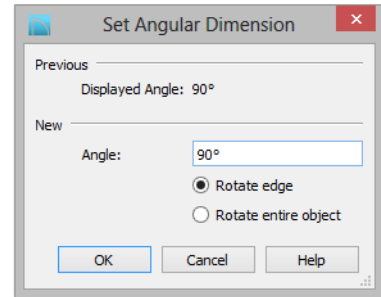 Set Angular Dimension
Previous
Displayed Angle: 90°
New
Angle: 90°
Rotate edge
Rotate entire object
OK Cancel Help